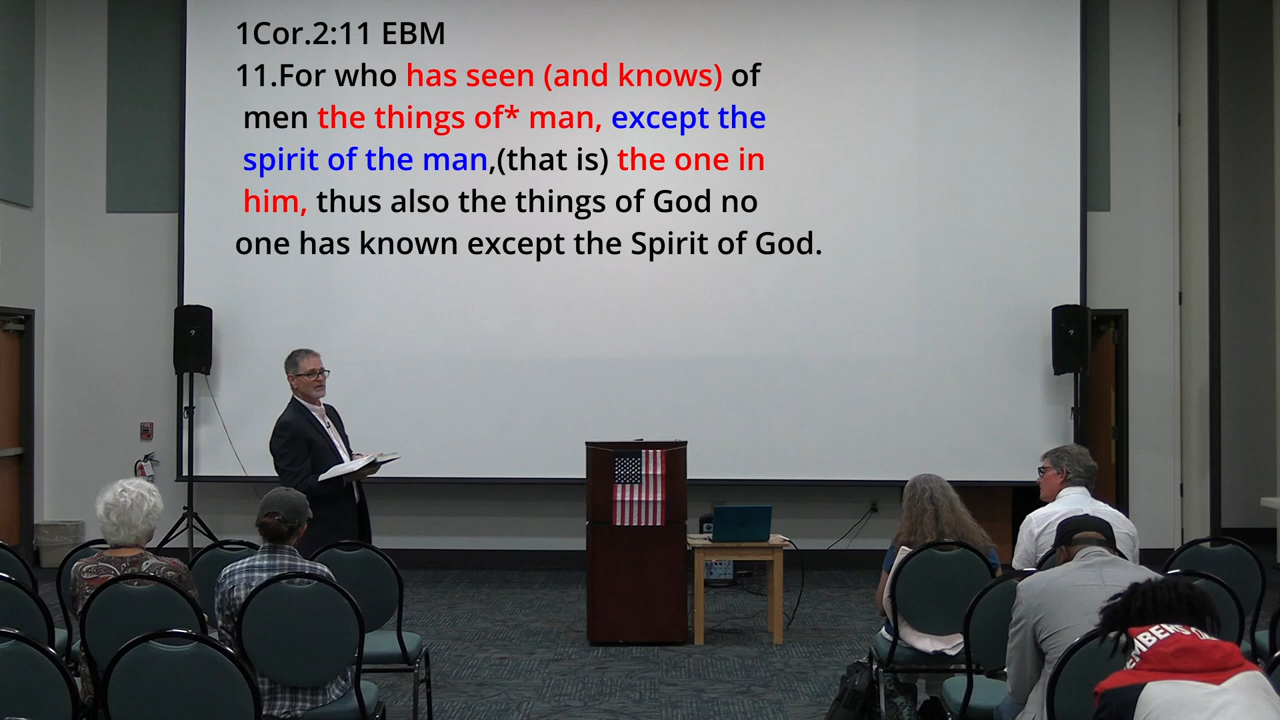 1Cor.2:11 EBM
11.For who has seen (and knows) of
men the things of* man, except the
spirit of the man,(that is) the one in
him, thus also the things of God no
one has known except the Spirit of God.